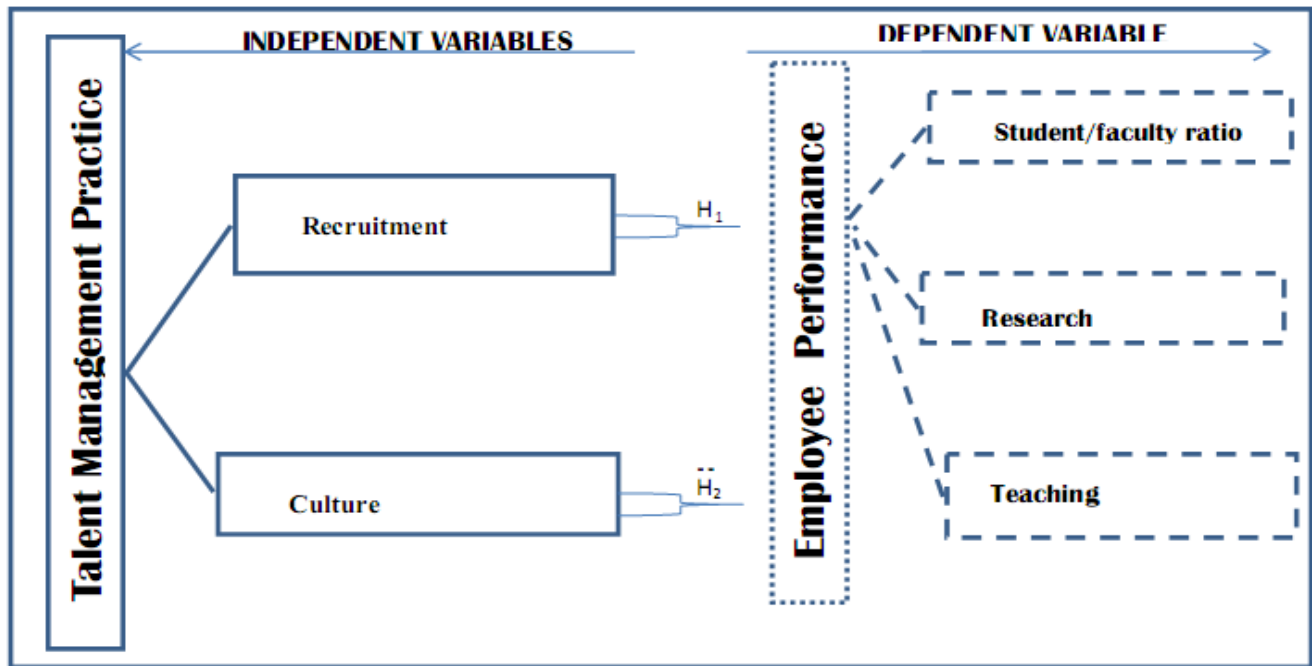 INDEPENDENT VARIABLES
DEPENDENT VARIABLE
Talent Management Practice
Recruitment
H₁
Culture
H₂
Employee Performance
Student/faculty ratio
Research
Teaching